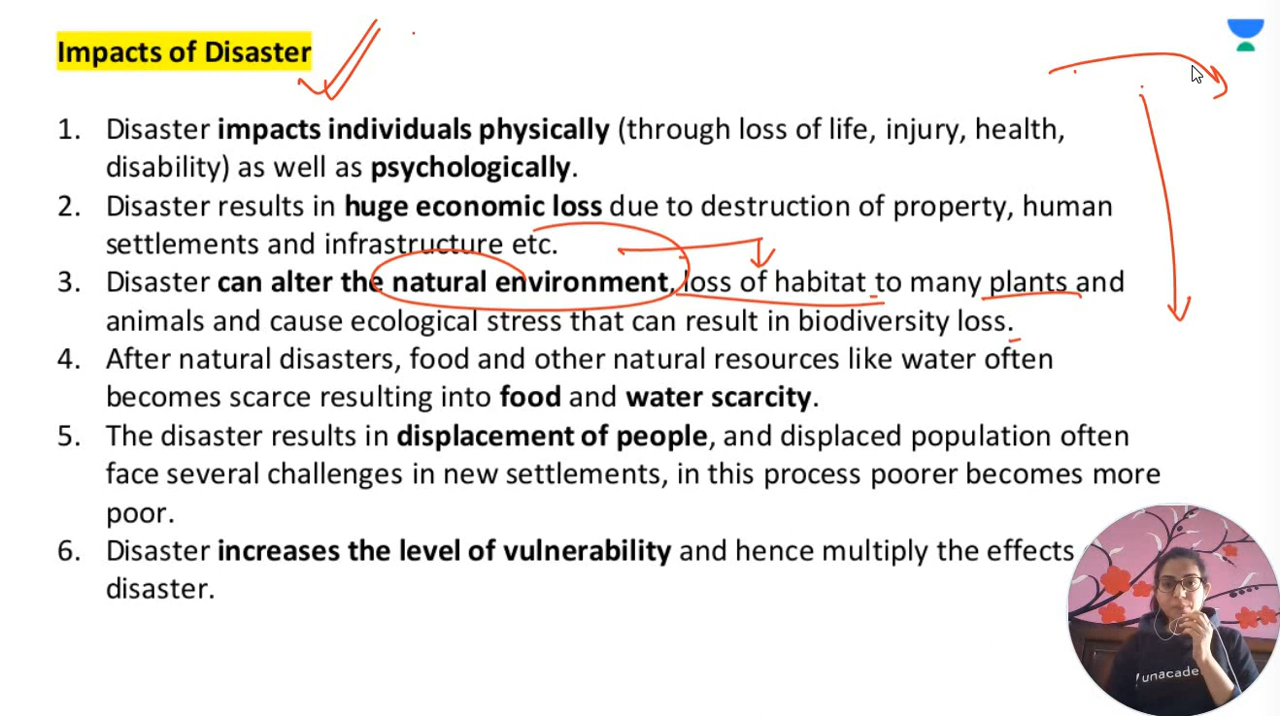 Impacts of Disaster
1. Disaster impacts individuals physically (through loss of life, injury, health,
disability) as well as psychologically.
2. Disaster results in huge economic loss due to destruction of property, human
settlements and infrastructure etc.
3. Disaster can alter the natural environment, loss of habitat to many plants and
animals and cause ecological stress that can result in biodiversity loss.
4. After natural disasters, food and other natural resources like water often
becomes scarce resulting into food and water scarcity.
5. The disaster results in displacement of people, and displaced population often
face several challenges in new settlements, in this process poorer becomes more
poor.
6. Disaster increases the level of vulnerability and hence multiply the effects
disaster.
unacade